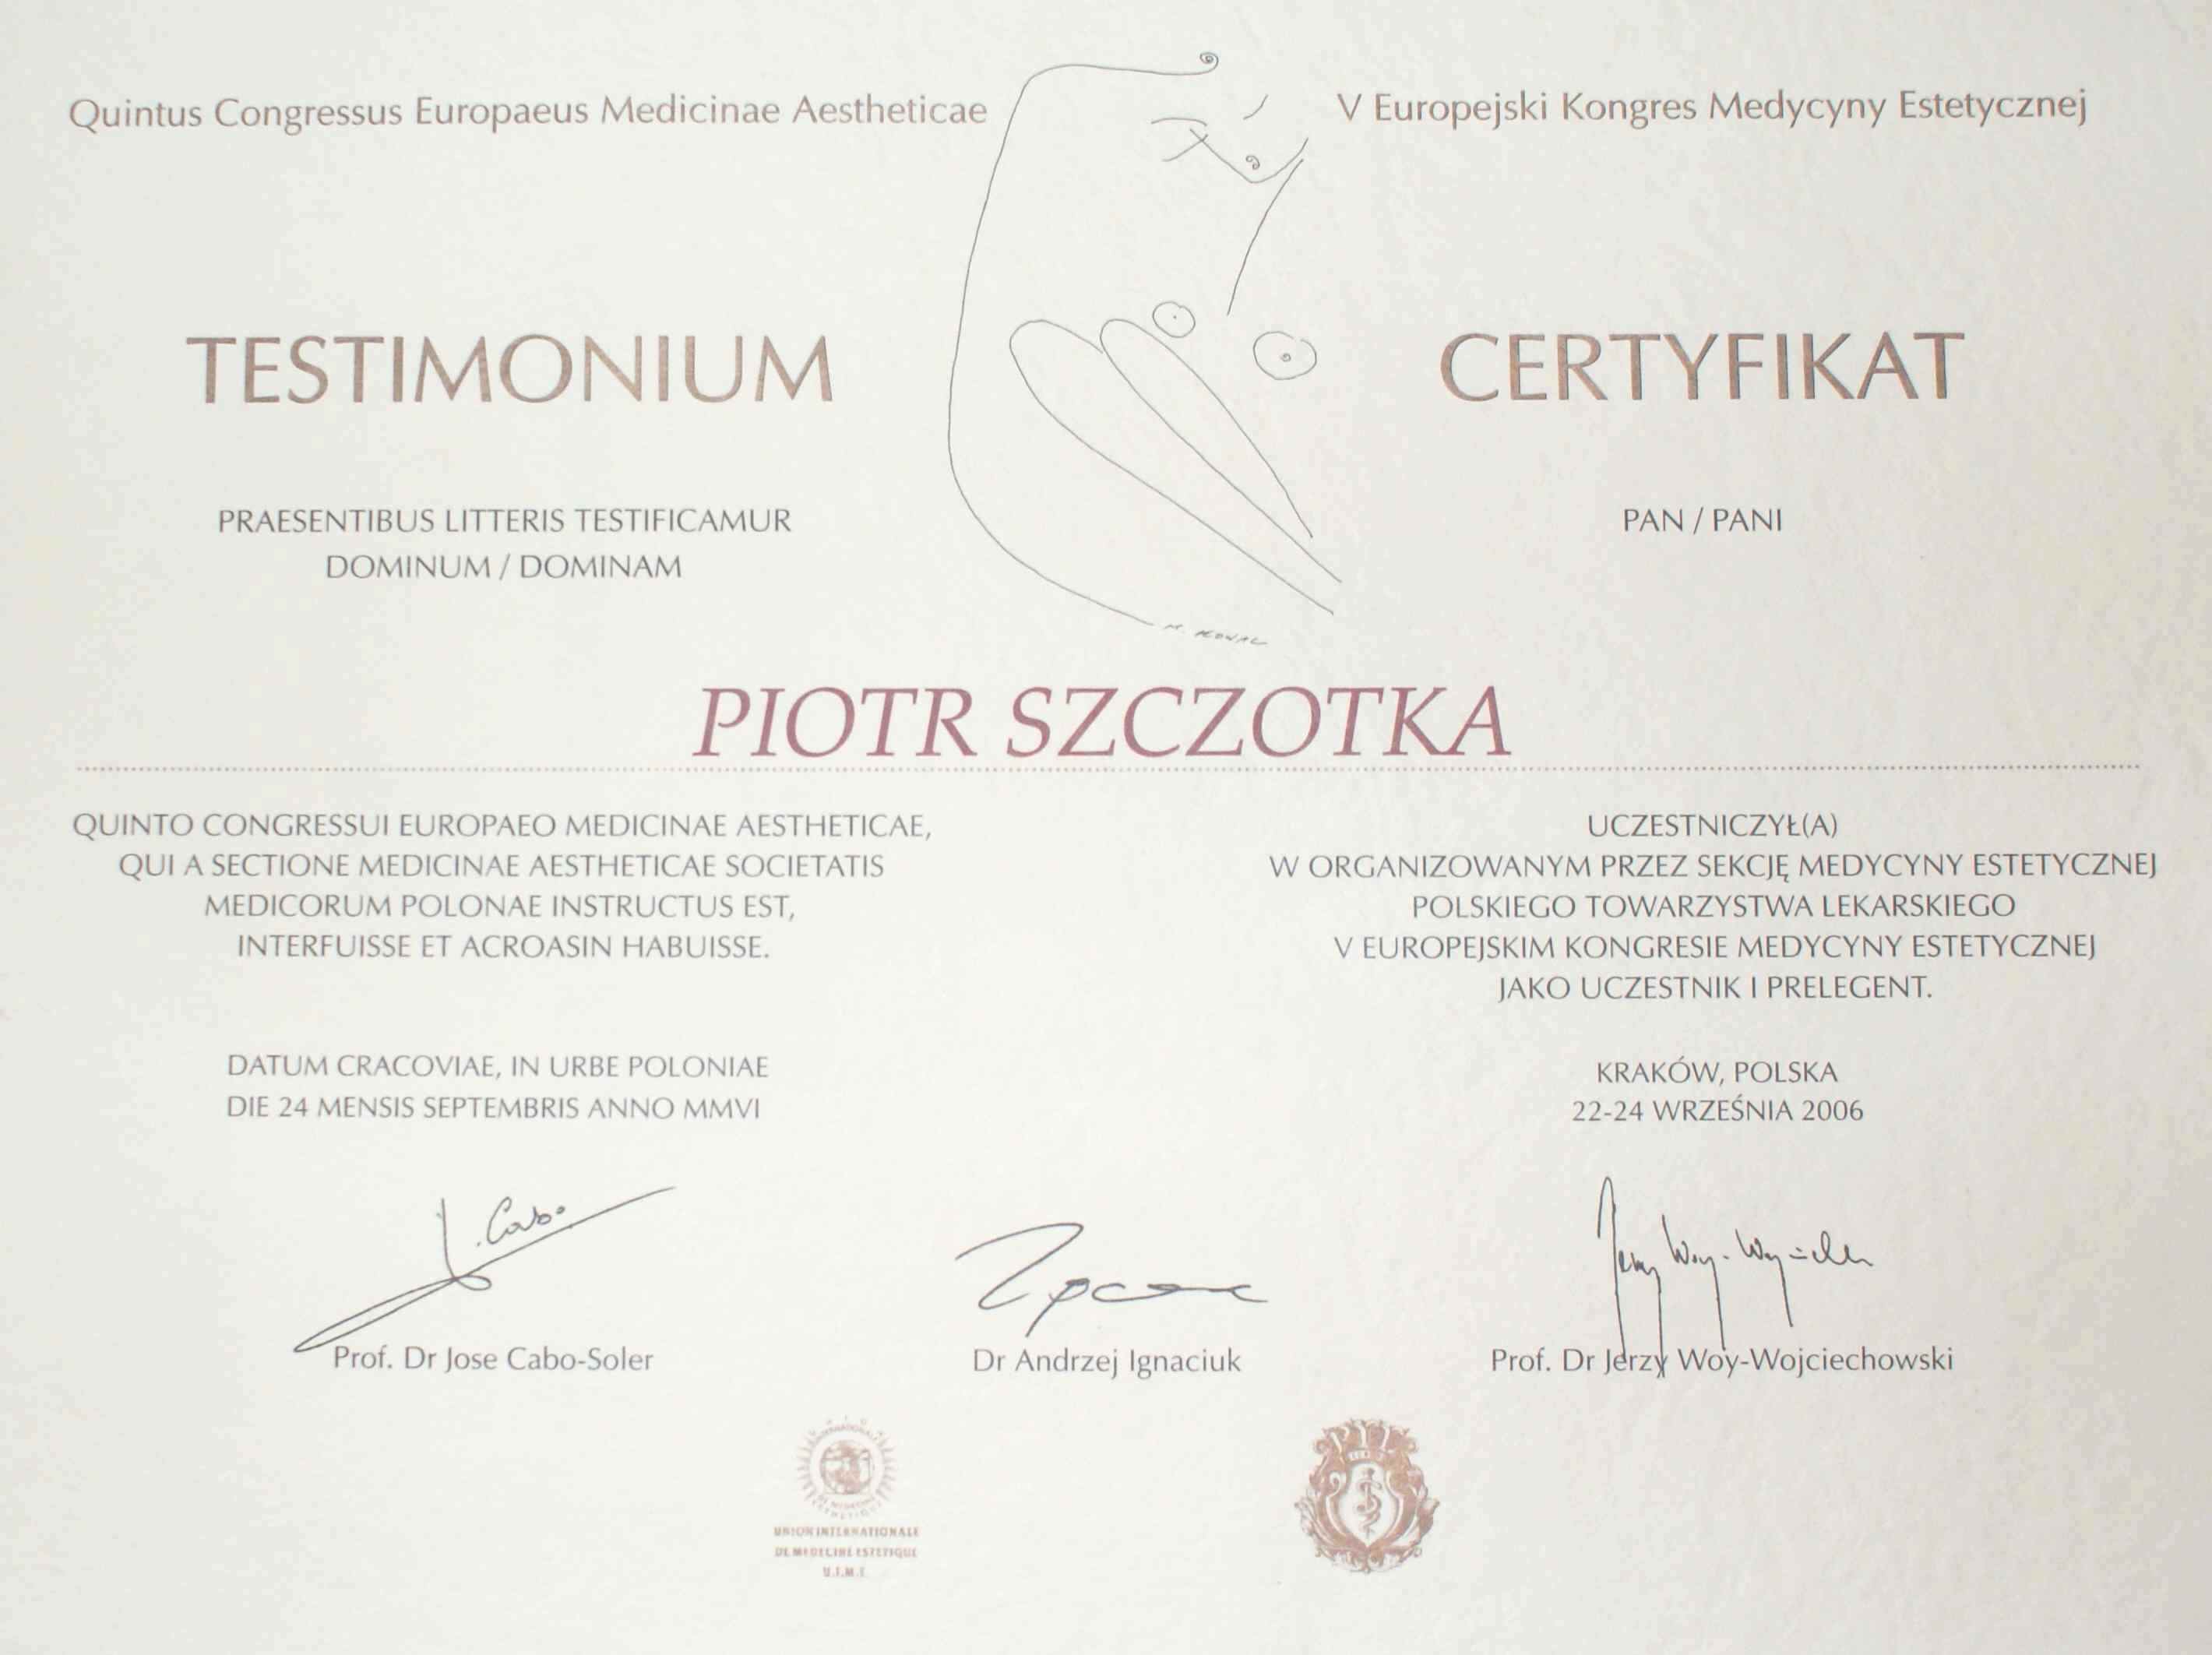 Quintus Congressus Europaeus Medicinae Aestheticae
V Europejski Kongres Medycyny Estetycznej
TESTIMONIUM
CERTYFIKAT
PRAESENTIBUS LITTERIS TESTIFICAMUR
DOMINUM / DOMINAM
PAN / PANI
PIOTR SZCZOTKA
QUINTO CONGRESSUI EUROPAEO MEDICINAE AESTHETICAE,
QUI A SECTIONE MEDICINAE AESTHETICAE SOCIETATIS
MEDICORUM POLONAE INSTRUCTUS EST,
INTERFUISSE ET ACROASIN HABUISSE.
UCZESTNICZYŁ(A)
W ORGANIZOWANYM PRZEZ SEKCJĘ MEDYCYNY ESTETYCZNEJ
POLSKIEGO TOWARZYSTWA LEKARSKIEGO
V EUROPEJSKIM KONGRESIE MEDYCYNY ESTETYCZNEJ
JAKO UCZESTNIK I PRELEGENT.
DATUM CRACOVIAE, IN URBE POLONIAE
DIE 24 MENSIS SEPTEMBRIS ANNO MMVI
KRAKÓW, POLSKA
22-24 WRZEŚNIA 2006
J. Cabo
Prof. Dr Jose Cabo-Soler
Dr Andrzej Ignaciuk
Prof. Dr Jerzy Woy-Wojciechowski
UNION INTERNATIONALE
DE MEDECINE ESTETIQUE
U.I.M.E
PTL